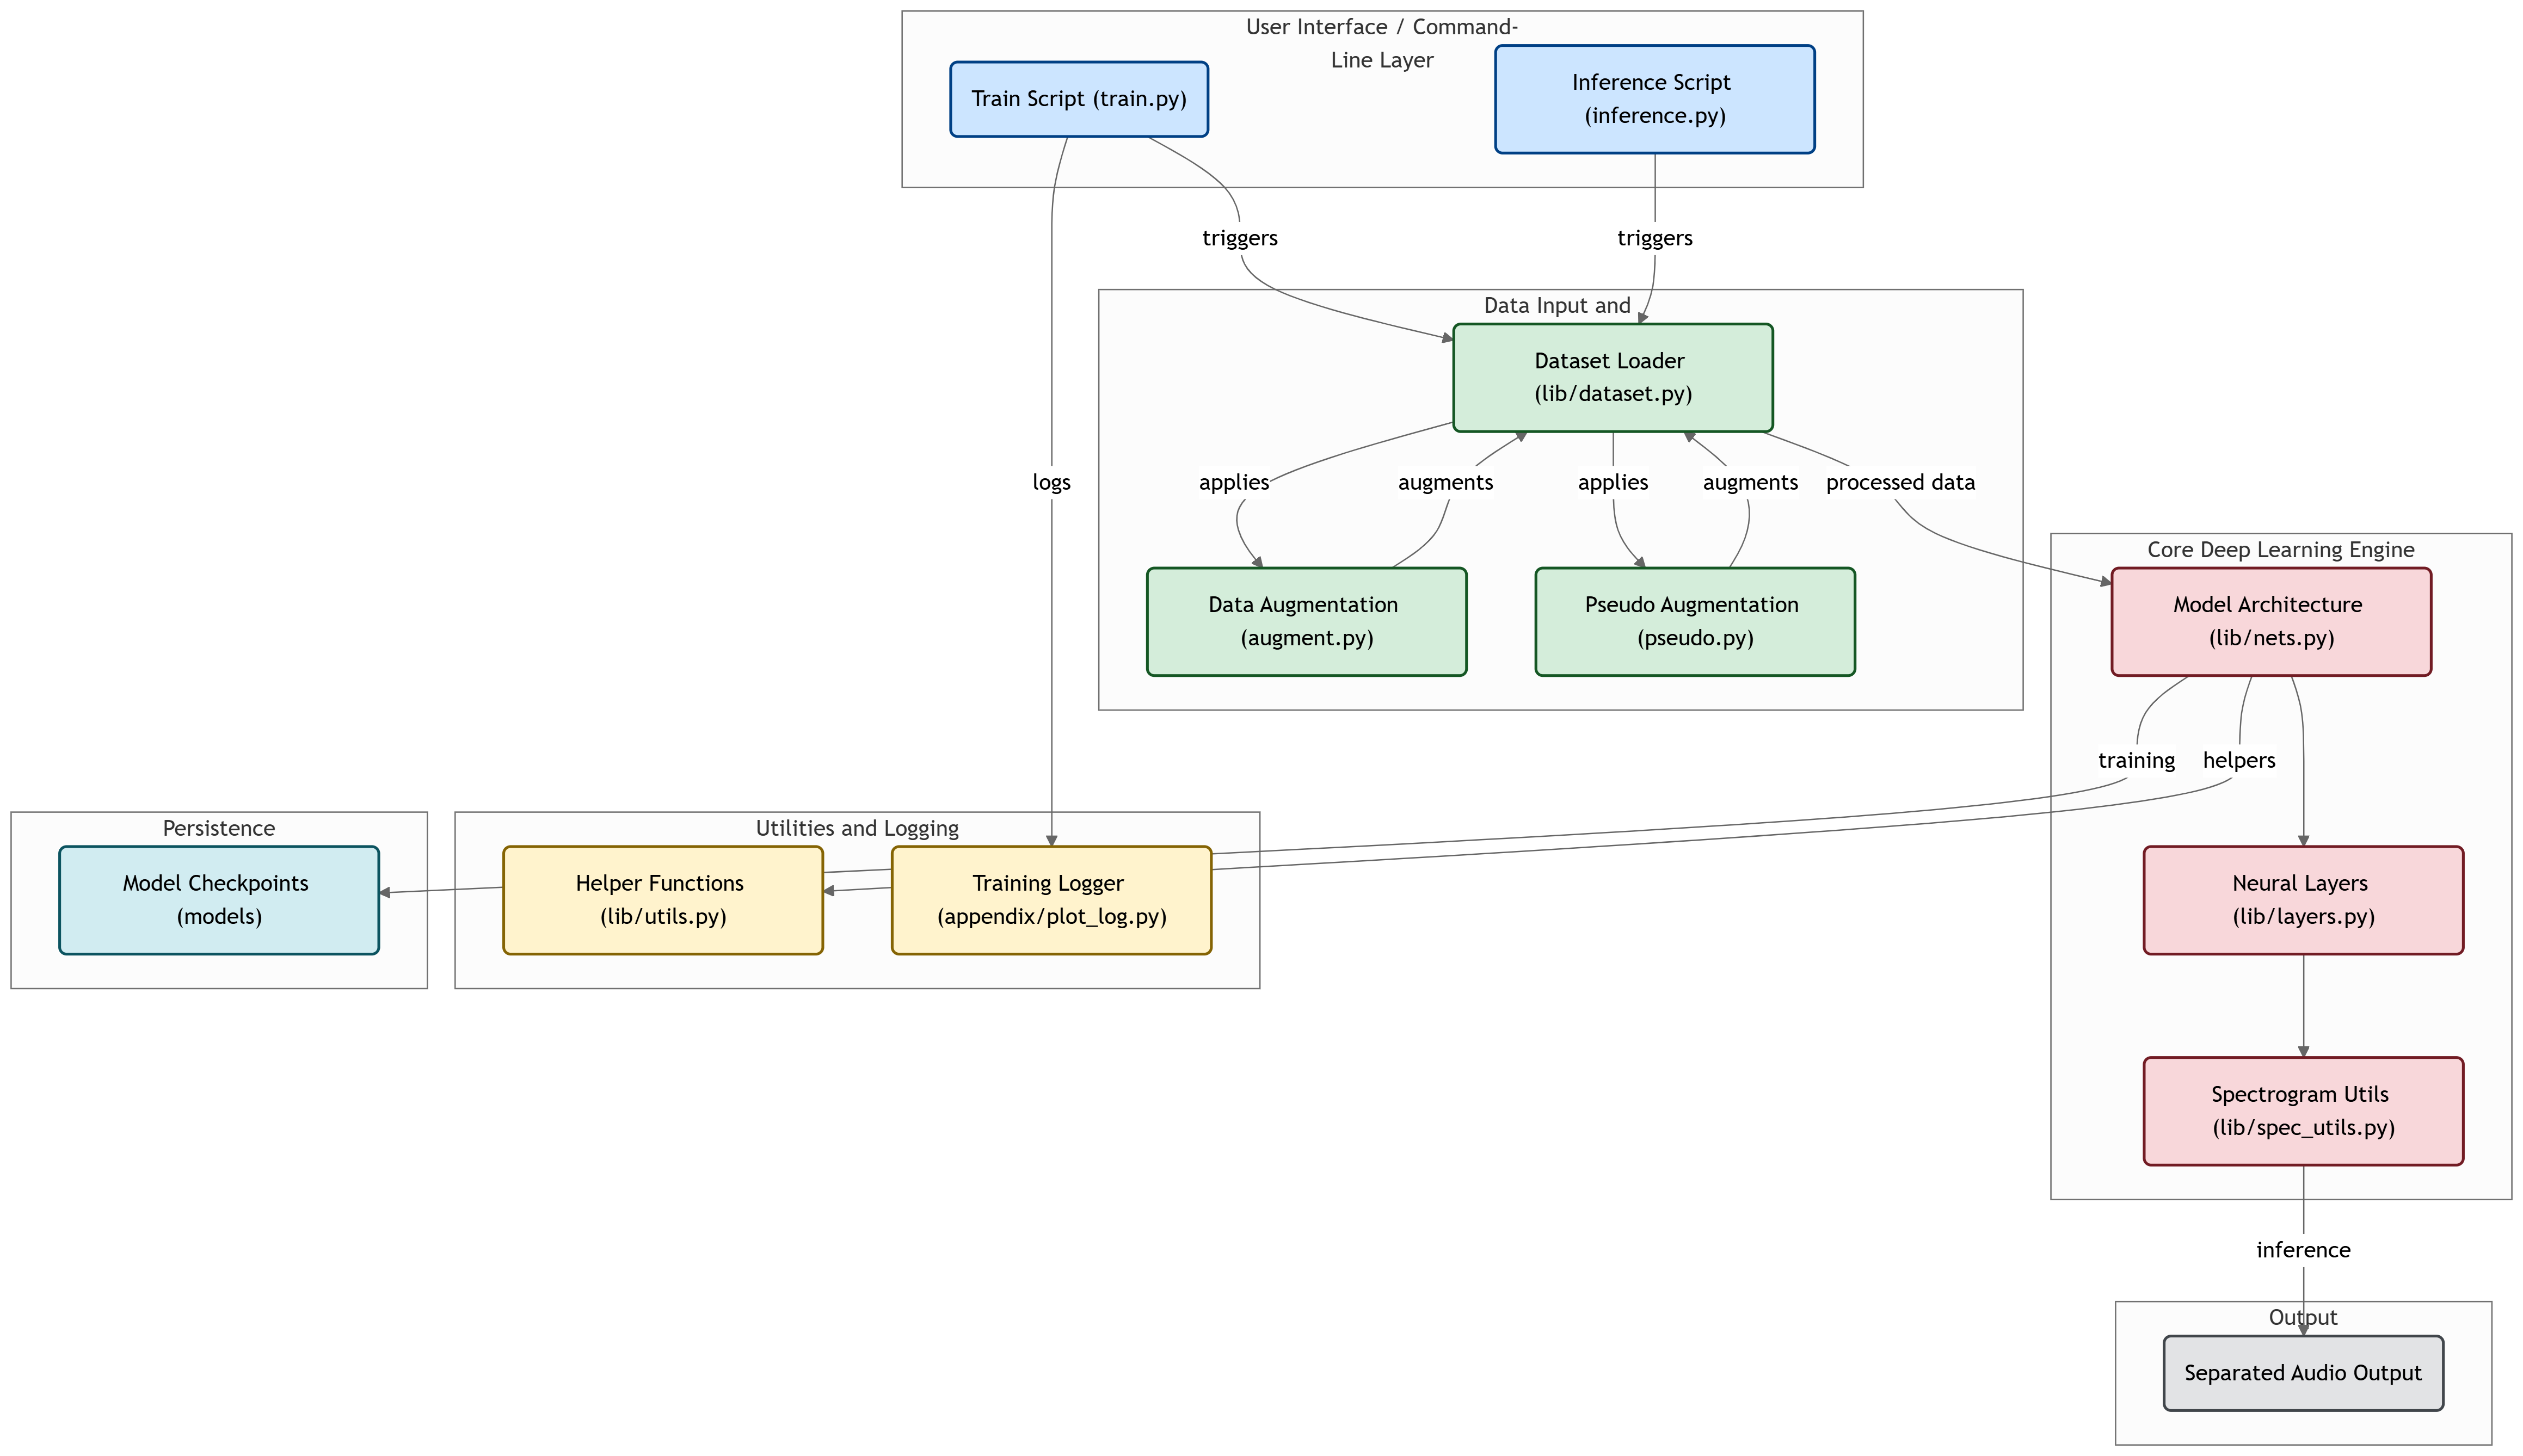 User Interface / Command-
Line Layer
Train Script (train.py)
Inference Script
(inference.py)
triggers
triggers
Data Input and
Dataset Loader
(lib/dataset.py)
logs
applies
augments
applies
augments
processed data
Data Augmentation
(augment.py)
Pseudo Augmentation
(pseudo.py)
Core Deep Learning Engine
Model Architecture
(lib/nets.py)
training
helpers
Persistence
Model Checkpoints
(models)
Utilities and Logging
Helper Functions
(lib/utils.py)
Training Logger
(appendix/plot_log.py)
Neural Layers
(lib/layers.py)
Spectrogram Utils
(lib/spec_utils.py)
inference
Output
Separated Audio Output